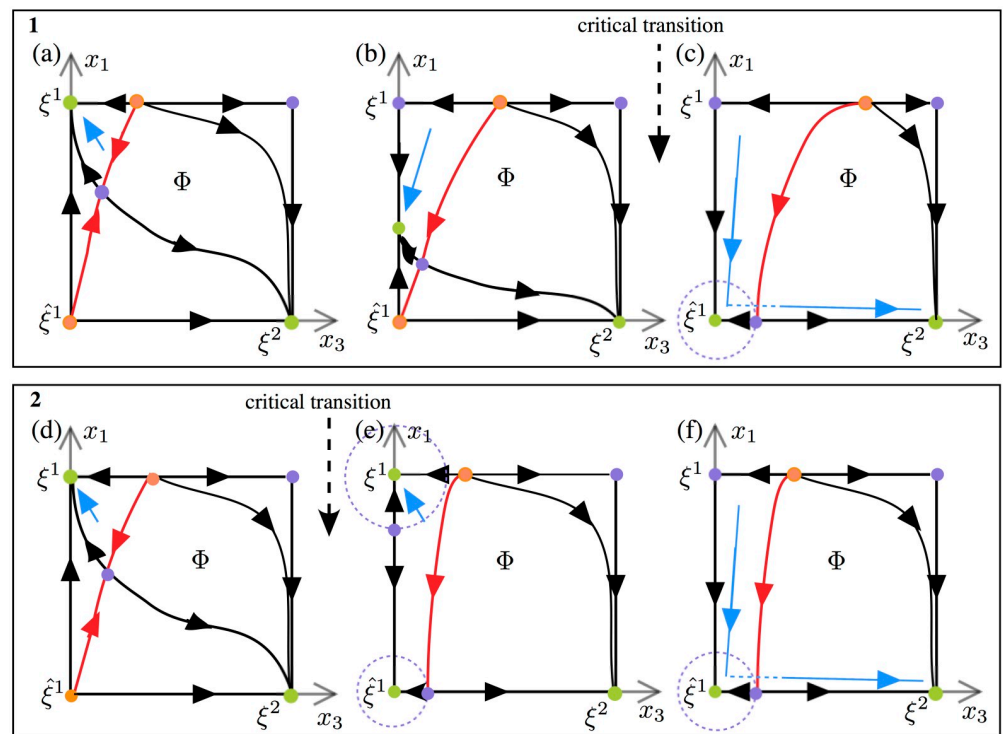 1
critical transition
(a) x₁ (b) x₁ (c) x₁
ξ¹ ξ¹ ξ¹
Φ Φ Φ
ξ̂¹ ξ̂¹ ξ̂¹
ξ² x₃ ξ² x₃ ξ² x₃
2
critical transition
(d) x₁ (e) x₁ (f) x₁
ξ¹ ξ¹ ξ¹
Φ Φ Φ
ξ̂¹ ξ̂¹ ξ̂¹
ξ² x₃ ξ² x₃ ξ² x₃